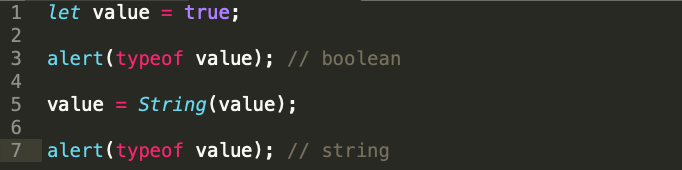 1 let value = true;
2
3 alert(typeof value); // boolean
4
5 value = String(value);
6
7 alert(typeof value); // string